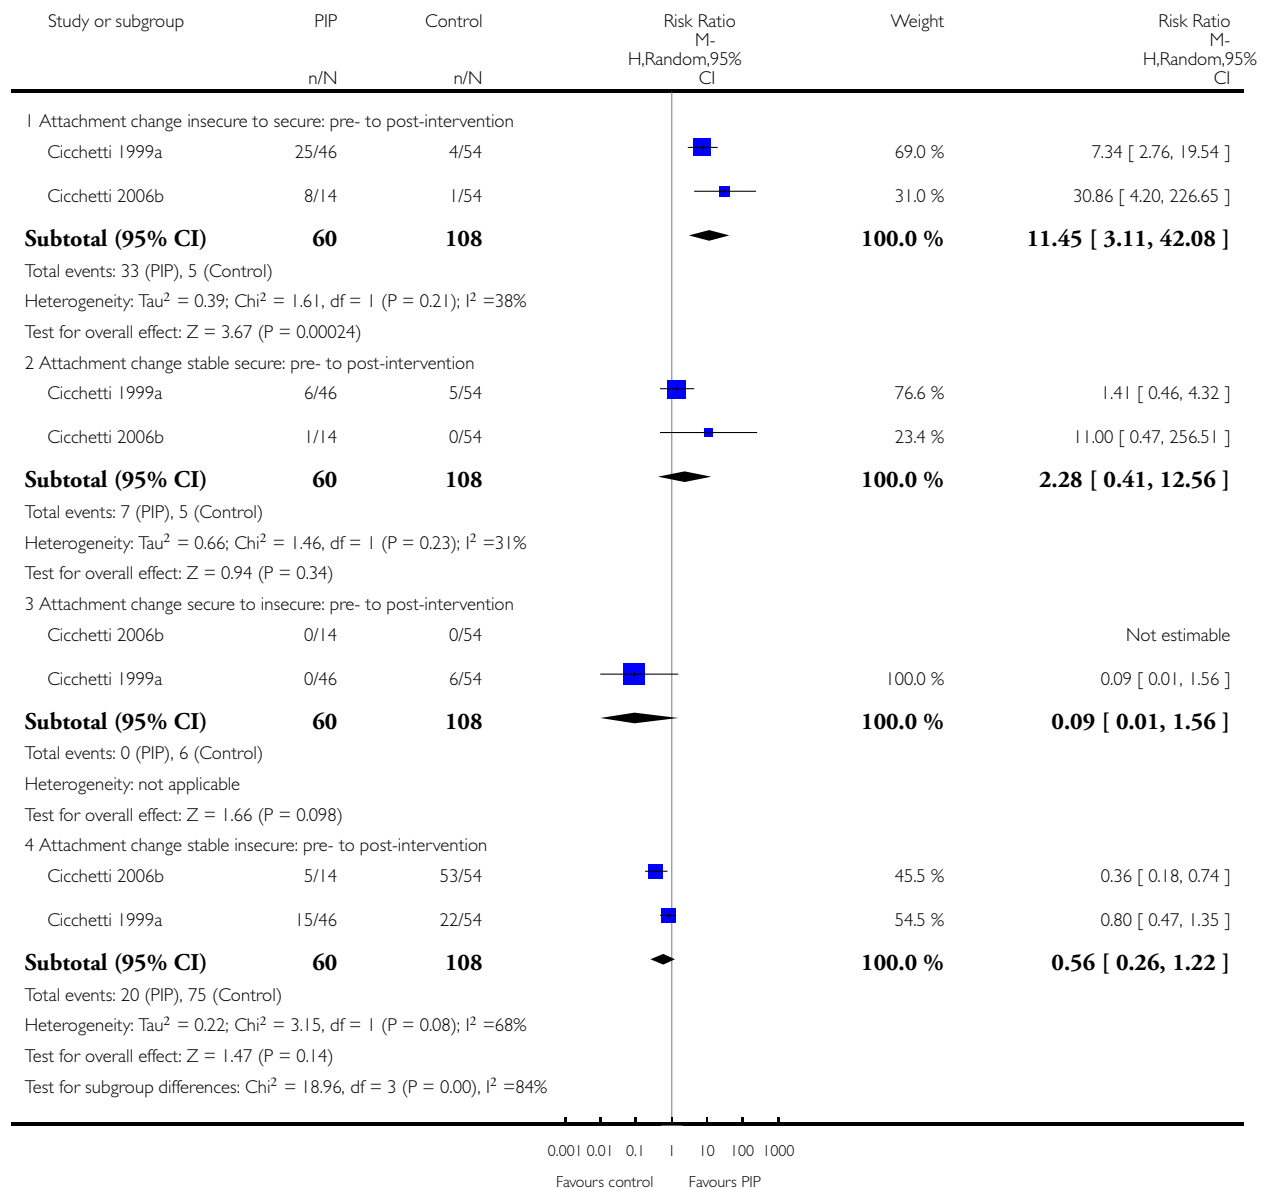 Study or subgroup PIP Control Risk Ratio Weight Risk Ratio
M- M-
H,Random,95% H,Random,95%
n/N n/N CI CI
1 Attachment change insecure to secure: pre- to post-intervention
Cicchetti 1999a 25/46 4/54 69.0 % 7.34 [ 2.76, 19.54 ]
Cicchetti 2006b 8/14 1/54 31.0 % 30.86 [ 4.20, 226.65 ]
Subtotal (95% CI) 60 108 100.0 % 11.45 [ 3.11, 42.08 ]
Total events: 33 (PIP), 5 (Control)
Heterogeneity: Tau² = 0.39; Chi² = 1.61, df = 1 (P = 0.21); I² =38%
Test for overall effect: Z = 3.67 (P = 0.00024)
2 Attachment change stable secure: pre- to post-intervention
Cicchetti 1999a 6/46 5/54 76.6 % 1.41 [ 0.46, 4.32 ]
Cicchetti 2006b 1/14 0/54 23.4 % 11.00 [ 0.47, 256.51 ]
Subtotal (95% CI) 60 108 100.0 % 2.28 [ 0.41, 12.56 ]
Total events: 7 (PIP), 5 (Control)
Heterogeneity: Tau² = 0.66; Chi² = 1.46, df = 1 (P = 0.23); I² =31%
Test for overall effect: Z = 0.94 (P = 0.34)
3 Attachment change secure to insecure: pre- to post-intervention
Cicchetti 2006b 0/14 0/54 Not estimable
Cicchetti 1999a 0/46 6/54 100.0 % 0.09 [ 0.01, 1.56 ]
Subtotal (95% CI) 60 108 100.0 % 0.09 [ 0.01, 1.56 ]
Total events: 0 (PIP), 6 (Control)
Heterogeneity: not applicable
Test for overall effect: Z = 1.66 (P = 0.098)
4 Attachment change stable insecure: pre- to post-intervention
Cicchetti 2006b 5/14 53/54 45.5 % 0.36 [ 0.18, 0.74 ]
Cicchetti 1999a 15/46 22/54 54.5 % 0.80 [ 0.47, 1.35 ]
Subtotal (95% CI) 60 108 100.0 % 0.56 [ 0.26, 1.22 ]
Total events: 20 (PIP), 75 (Control)
Heterogeneity: Tau² = 0.22; Chi² = 3.15, df = 1 (P = 0.08); I² =68%
Test for overall effect: Z = 1.47 (P = 0.14)
Test for subgroup differences: Chi² = 18.96, df = 3 (P = 0.00), I² =84%
0.001 0.01 0.1 1 10 100 1000
Favours control Favours PIP